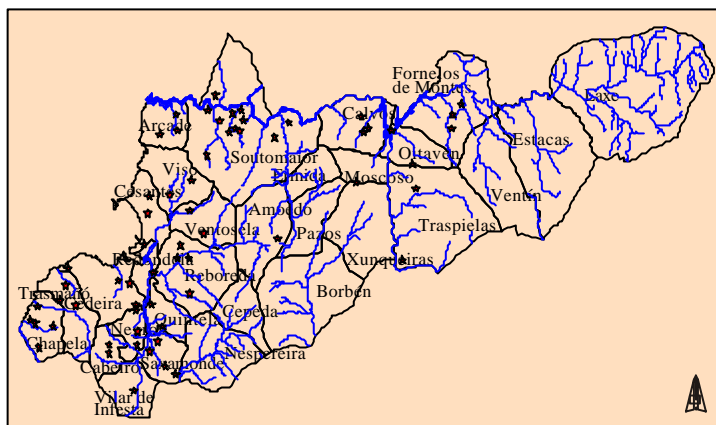 Fornelos
de Montes
Laxe
Arcade
Calvos
Estacas
Soutomaior
Oitavén
Viso
Cesantes
Moscoso
Ventín
Amoedo
Ventosela
Pazos
Traspielas
Redondela
Xunqueiras
Reboreda
Trasmañó
Cedeira
Borbén
Cepeda
Quintela
Negros
Chapela
Nespereira
Cabeiro
Saxamonde
Vilar de
Infesta